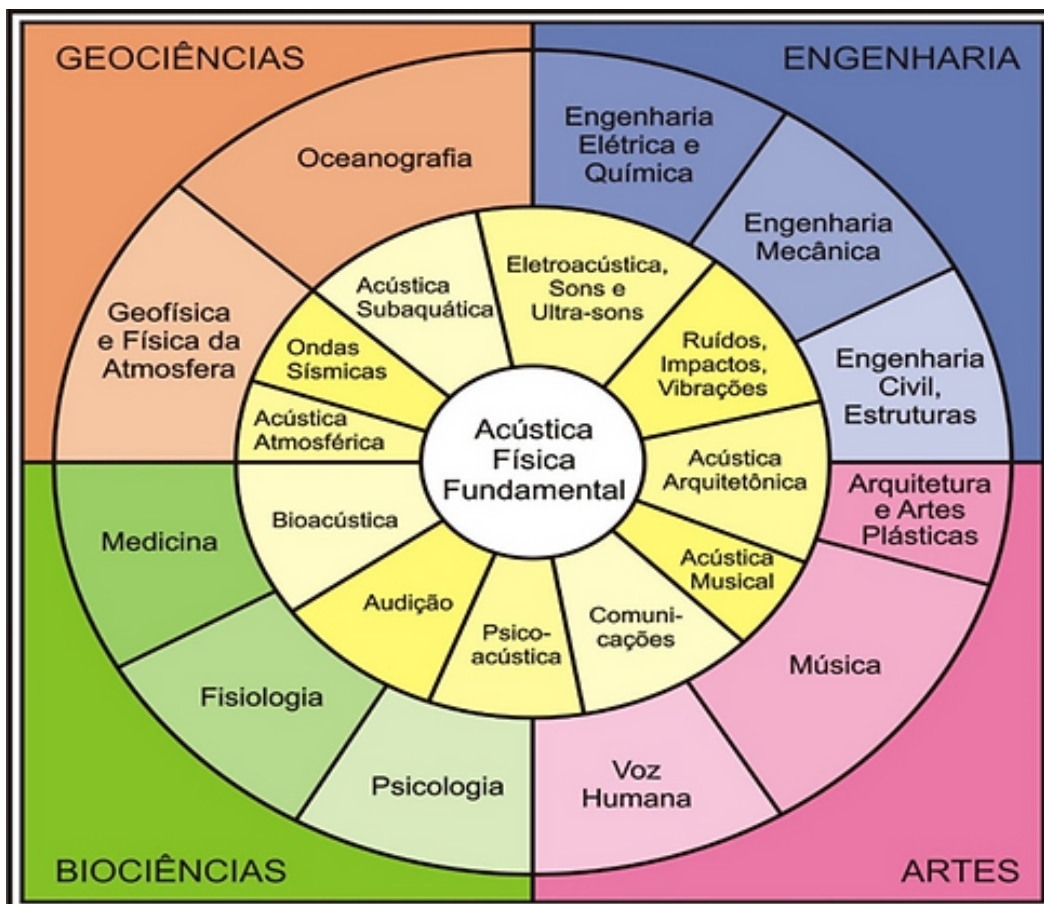 GEOCIÊNCIAS
ENGENHARIA
Oceanografia
Engenharia
Elétrica e
Química
Engenharia
Mecânica
Geofísica
e Física da
Atmosfera
Engenharia
Civil,
Estruturas
Acústica
Subaquática
Eletroacústica,
Sons e
Ultra-sons
Ondas
Sísmicas
Ruídos,
Impactos,
Vibrações
Acústica
Atmosférica
Acústica
Física
Fundamental
Acústica
Arquitetônica
Bioacústica
Acústica
Musical
Audição
Psico-
acústica
Comuni-
cações
Medicina
Arquitetura
e Artes
Plásticas
Fisiologia
Música
Psicologia
Voz
Humana
BIOCIÊNCIAS
ARTES